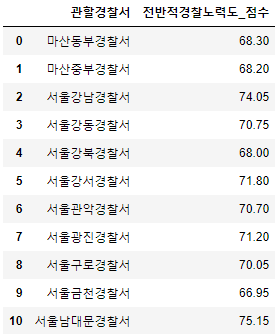 관할경찰서 전반적경찰노력도_점수
0 마산동부경찰서 68.30
1 마산중부경찰서 68.20
2 서울강남경찰서 74.05
3 서울강동경찰서 70.75
4 서울강북경찰서 68.00
5 서울강서경찰서 71.80
6 서울관악경찰서 70.70
7 서울광진경찰서 71.20
8 서울구로경찰서 70.05
9 서울금천경찰서 66.95
10 서울남대문경찰서 75.15